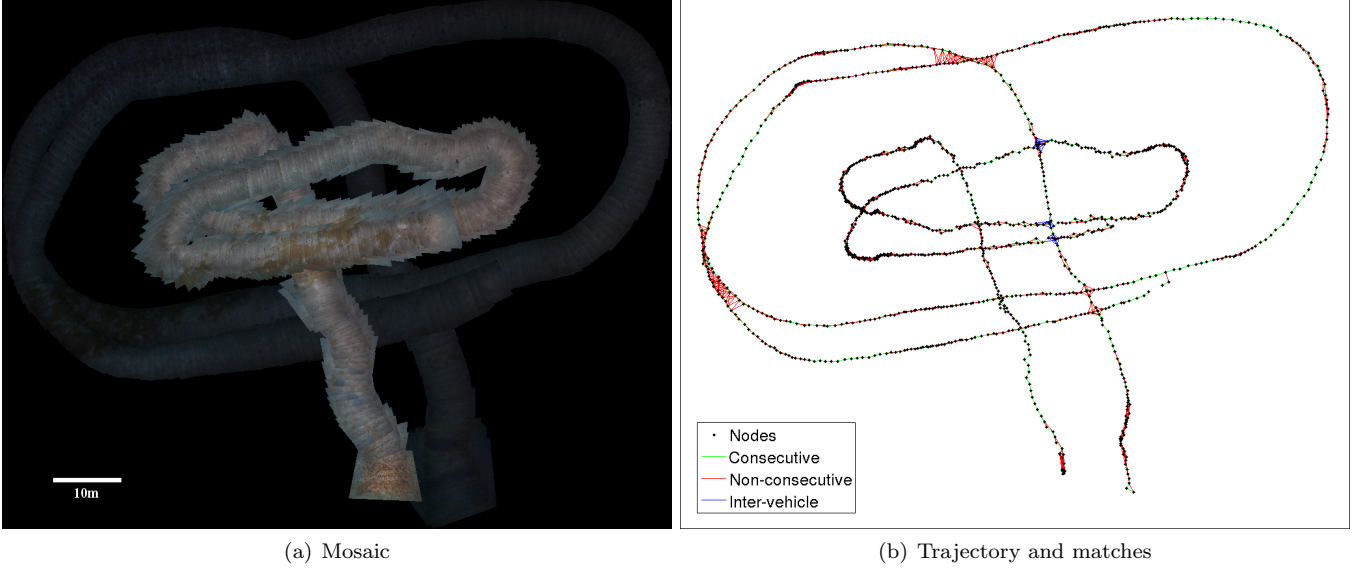 10m
Nodes
Consecutive
Non-consecutive
Inter-vehicle
(a) Mosaic
(b) Trajectory and matches